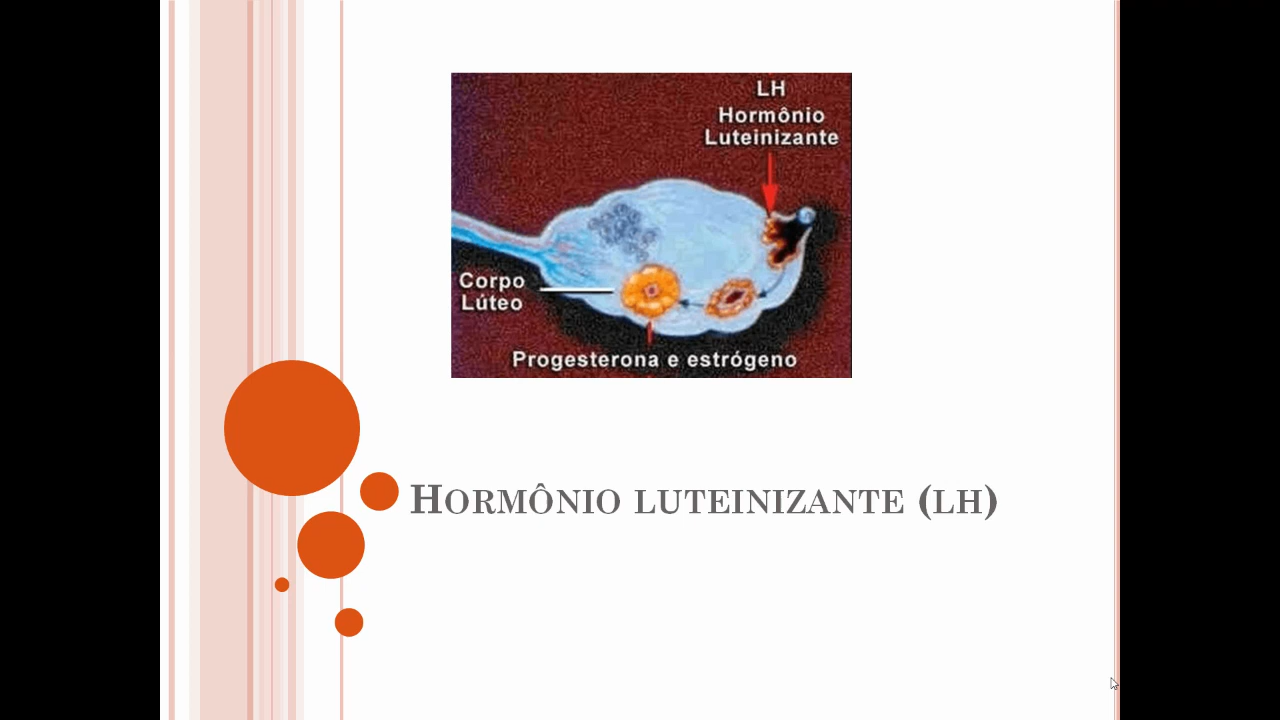 LH
Hormônio
Luteinizante
Corpo
Lúteo
Progesterona e estrógeno
Hormônio luteinizante (lh)